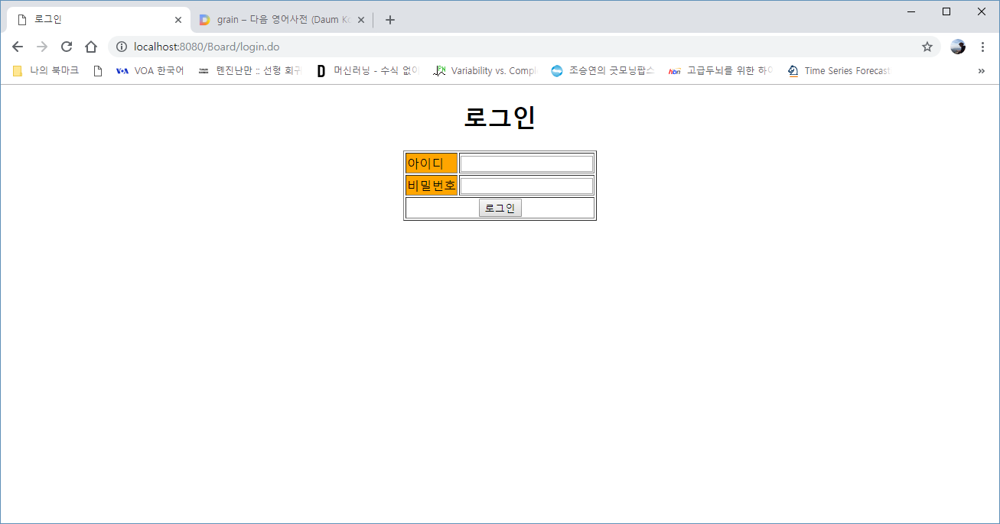 로그인
grain – 다음 영어사전 (Daum
localhost:8080/Board/login.do
나의 북마크
VOA 한국어
텐진난만 :: 선형 회귀
머신러닝 - 수식 없이
Variability vs. Compl
조승연의 굿모닝팝스
hbn 고급두뇌를 위한 하이
Time Series Forecast
로그인
아이디
비밀번호
로그인